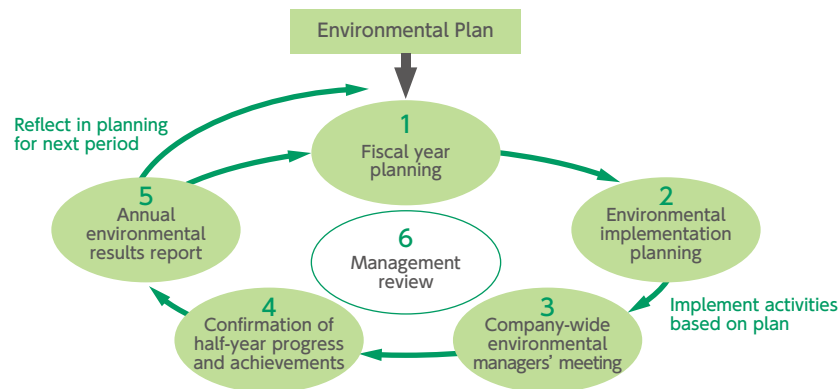 Environmental Plan
1
Fiscal year
planning
2
Environmental
implementation
planning
Implement activities
based on plan
3
Company-wide
environmental
managers' meeting
4
Confirmation of
half-year progress
and achievements
5
Annual
environmental
results report
Reflect in planning
for next period
6
Management
review